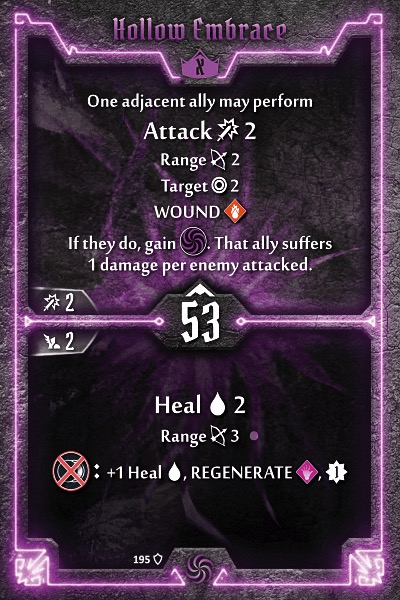 Hollow Embrace
X
One adjacent ally may perform
Attack 2
Range 2
Target 2
WOUND
If they do, gain . That ally suffers
1 damage per enemy attacked.
2
53
2
Heal 2
Range 3
: +1 Heal , REGENERATE , 1
195